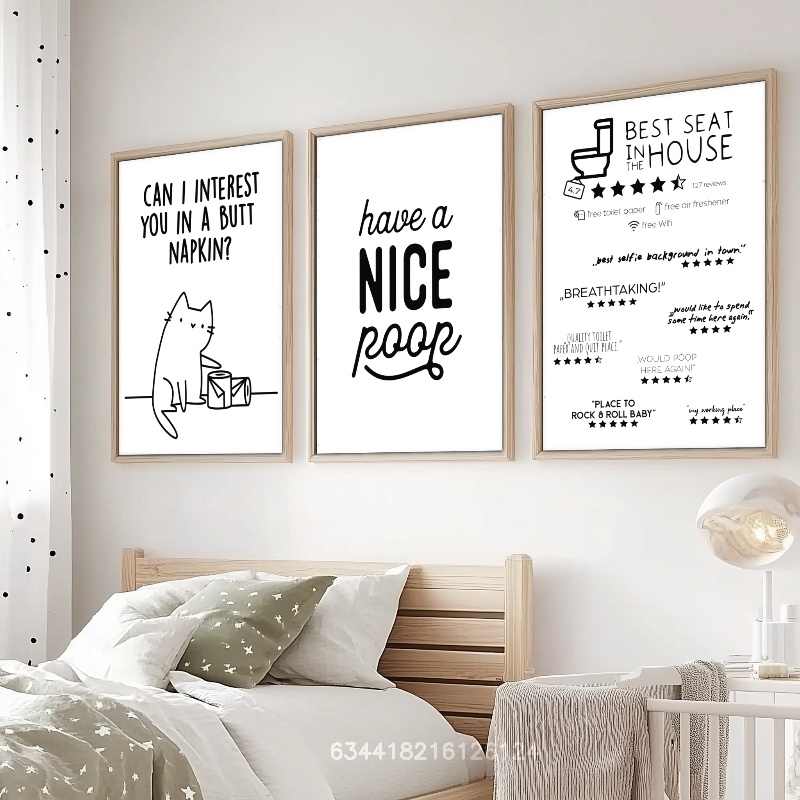 CAN I INTEREST
YOU IN A BUTT
NAPKIN?
have a
NICE
poop
BEST SEAT
IN THE HOUSE
4.7
127 reviews
free toilet paper
free air freshener
free Wifi
„best selfie background in town."
„BREATHTAKING!"
„would like to spend
some time here again."
„QUALITY TOILET
PAPER AND QUIT PLACE."
„WOULD POOP
HERE AGAIN!"
"PLACE TO
ROCK & ROLL BABY"
"my working place"